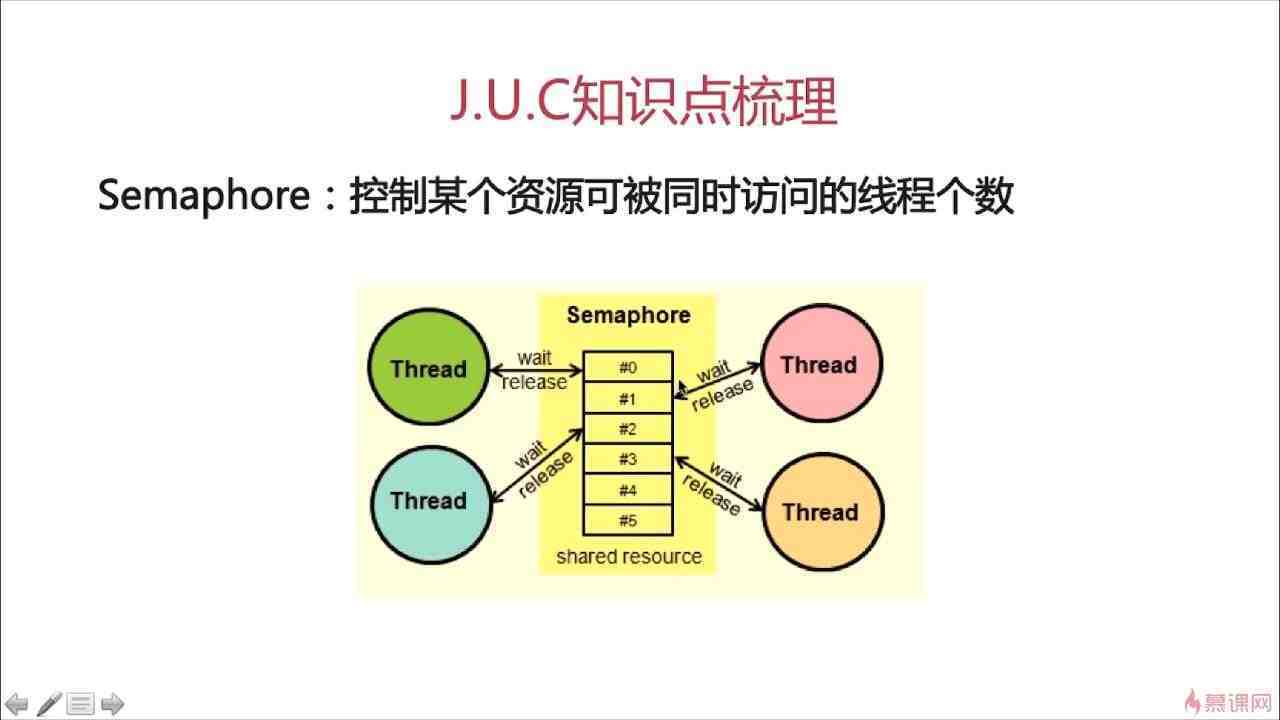 J.U.C知识点梳理
Semaphore：控制某个资源可被同时访问的线程个数
Semaphore
Thread
wait
release
#0
#1
#2
#3
#4
#5
shared resource
wait
release
Thread
Thread
wait
release
wait
release
Thread
慕课网